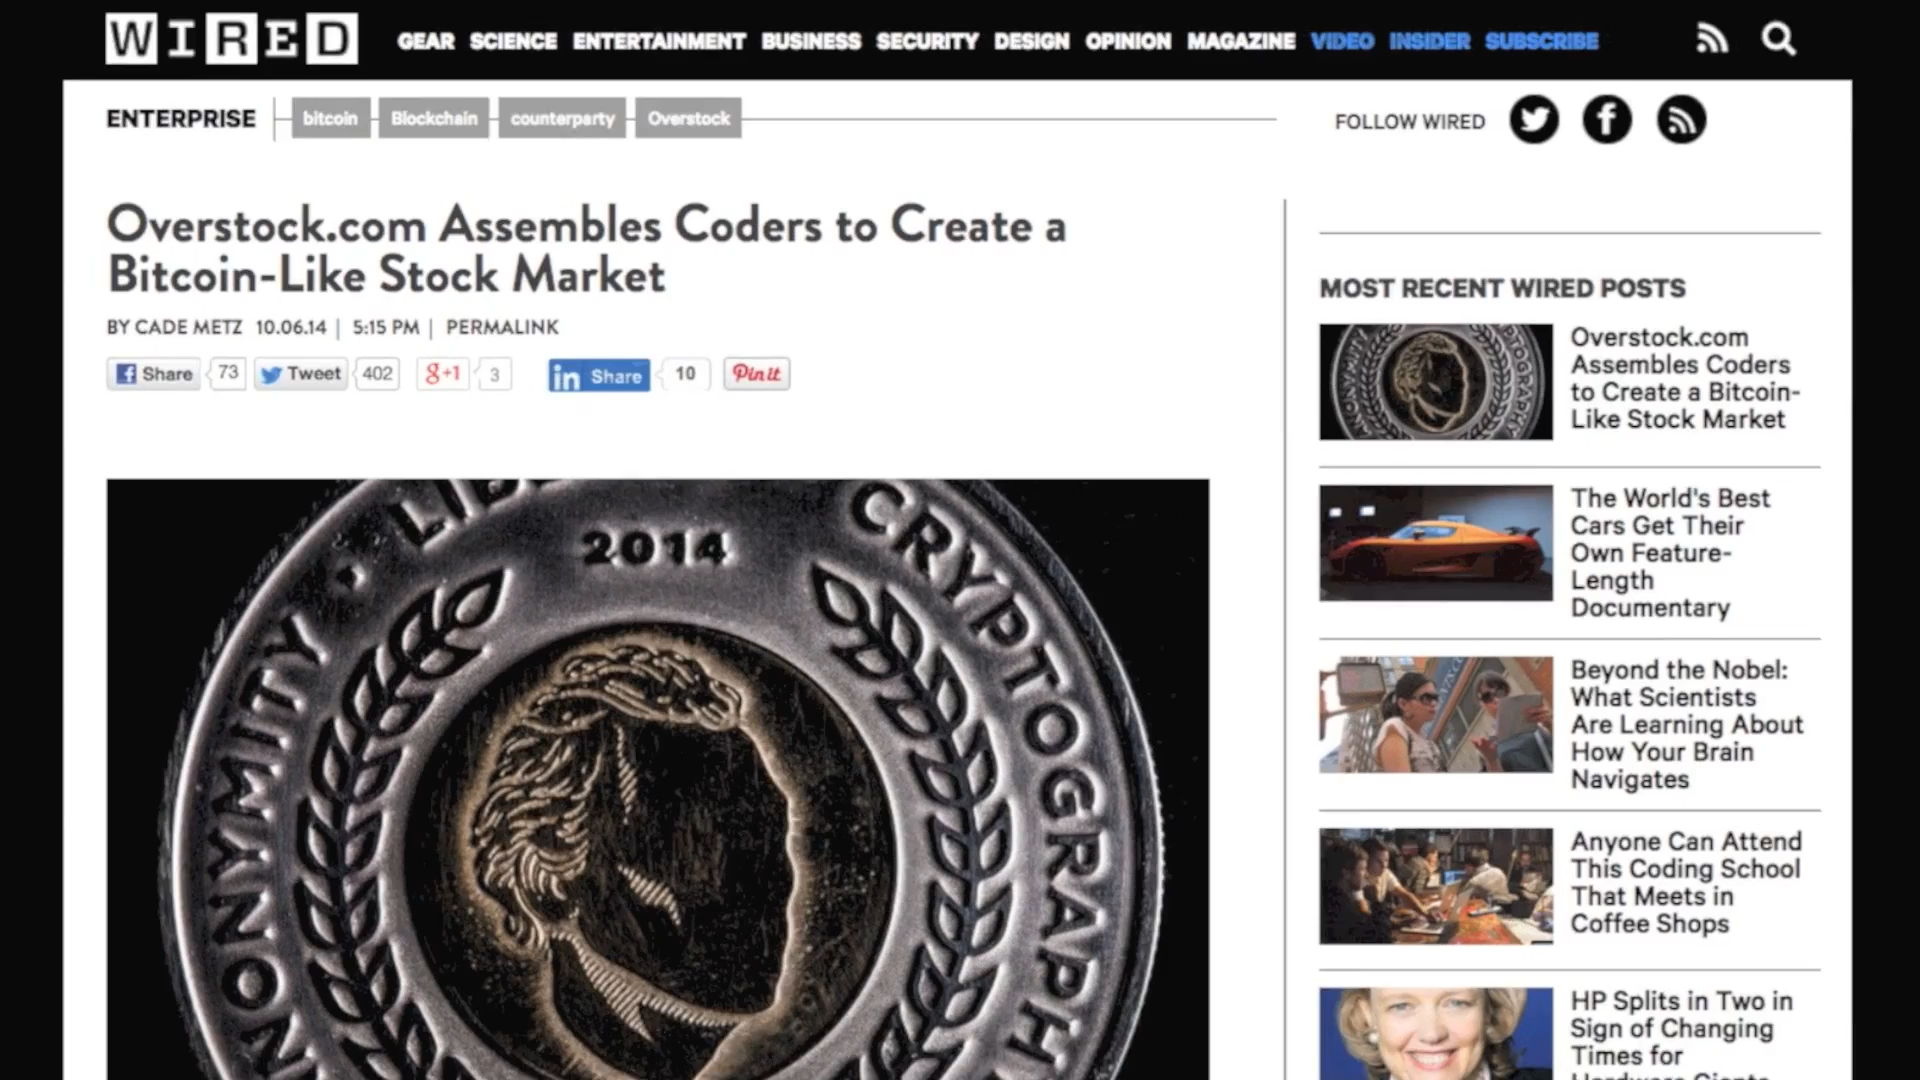 WIRED
GEAR SCIENCE ENTERTAINMENT BUSINESS SECURITY DESIGN OPINION MAGAZINE VIDEO INSIDER SUBSCRIBE
ENTERPRISE bitcoin Blockchain counterparty Overstock
FOLLOW WIRED
Overstock.com Assembles Coders to Create a
Bitcoin-Like Stock Market
BY CADE METZ 10.06.14 | 5:15 PM | PERMALINK
Share 73 Tweet 402 g+1 3 in Share 10 Pin it
2014
CRYPTOGRAPH
MOST RECENT WIRED POSTS
Overstock.com
Assembles Coders
to Create a Bitcoin-
Like Stock Market
The World's Best
Cars Get Their
Own Feature-
Length
Documentary
Beyond the Nobel:
What Scientists
Are Learning About
How Your Brain
Navigates
Anyone Can Attend
This Coding School
That Meets in
Coffee Shops
HP Splits in Two in
Sign of Changing
Times for